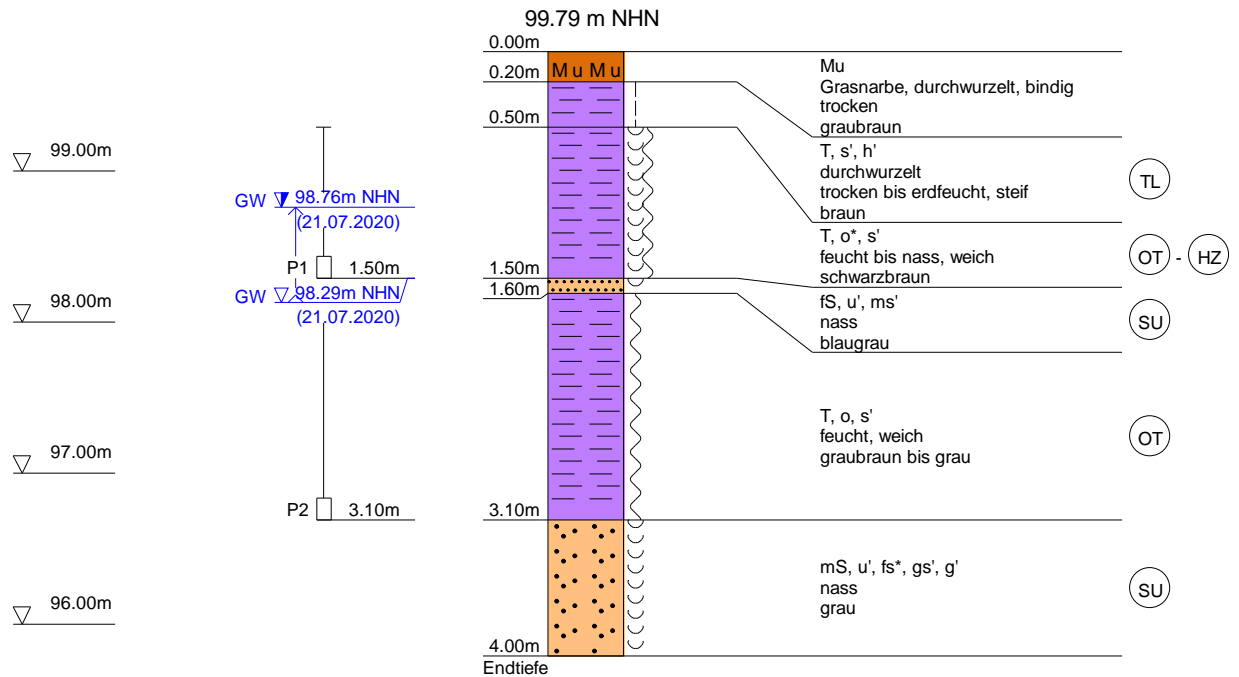 99.79 m NHN
0.00m
0.20m
0.50m
1.50m
1.60m
3.10m
4.00m
Endtiefe
M u M u
99.00m
98.00m
97.00m
96.00m
GW 98.76m NHN
(21.07.2020)
P1 1.50m
GW 98.29m NHN
(21.07.2020)
P2 3.10m
Mu
Grasnarbe, durchwurzelt, bindig
trocken
graubraun
T, s', h'
durchwurzelt
trocken bis erdfeucht, steif
braun
TL
T, o*, s'
feucht bis nass, weich
schwarzbraun
OT - HZ
fS, u', ms'
nass
blaugrau
SU
T, o, s'
feucht, weich
graubraun bis grau
OT
mS, u', fs*, gs', g'
nass
grau
SU